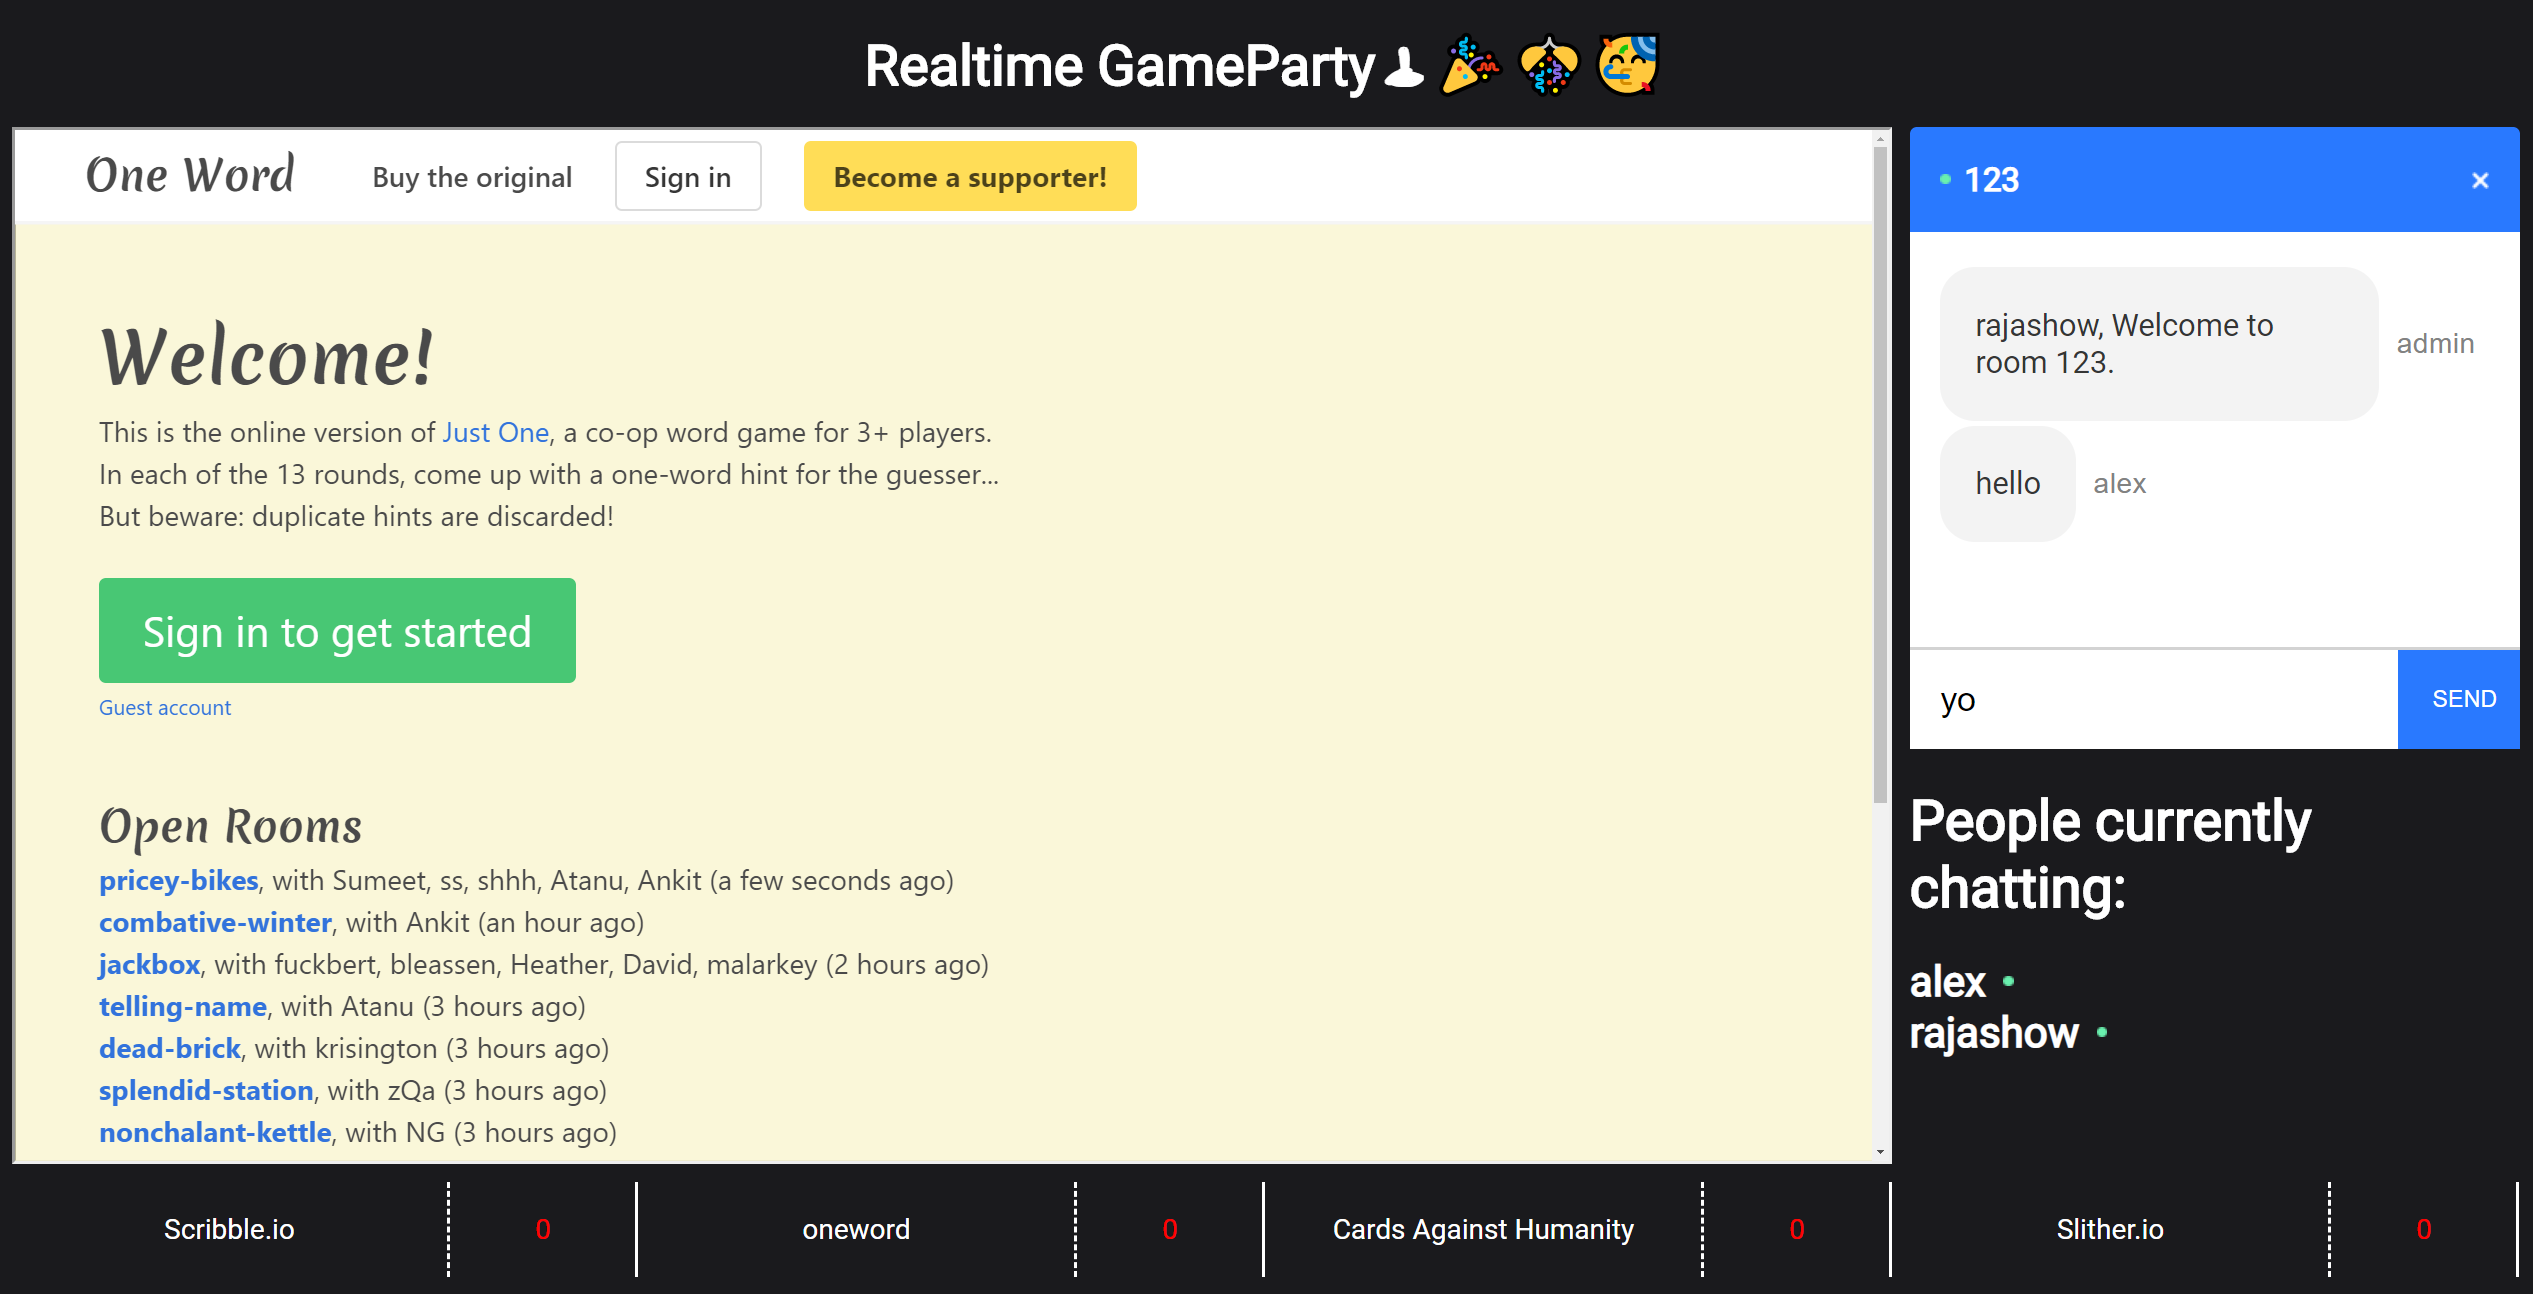 Realtime GameParty🕹️🎉🎊🥳
One Word
Buy the original
Sign in
Become a supporter!
Welcome!
This is the online version of Just One, a co-op word game for 3+ players.
In each of the 13 rounds, come up with a one-word hint for the guesser...
But beware: duplicate hints are discarded!
Sign in to get started
Guest account
Open Rooms
pricey-bikes, with Sumeet, ss, shhh, Atanu, Ankit (a few seconds ago)
combative-winter, with Ankit (an hour ago)
jackbox, with fuckbert, bleassen, Heather, David, malarkey (2 hours ago)
telling-name, with Atanu (3 hours ago)
dead-brick, with krisington (3 hours ago)
splendid-station, with zQa (3 hours ago)
nonchalant-kettle, with NG (3 hours ago)
123
×
rajashow, Welcome to
room 123.
admin
hello
alex
yo
SEND
People currently
chatting:
alex
rajashow
Scribble.io
0
oneword
0
Cards Against Humanity
0
Slither.io
0